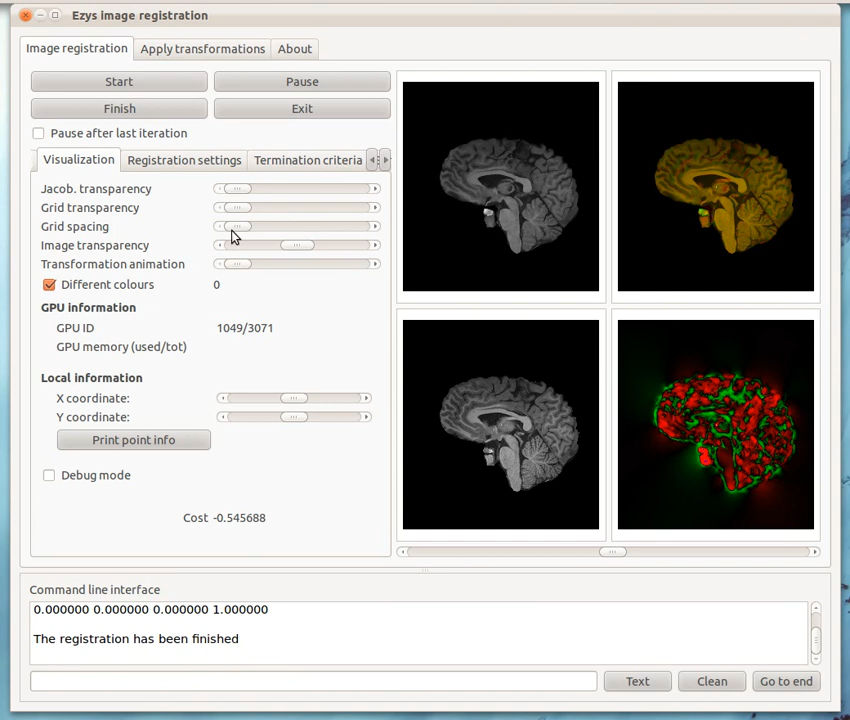 Ezys image registration
Image registration
Apply transformations
About
Start
Pause
Finish
Exit
Pause after last iteration
Visualization
Registration settings
Termination criteria
Jacob. transparency
Grid transparency
Grid spacing
Image transparency
Transformation animation
Different colours
0
GPU information
GPU ID
1049/3071
GPU memory (used/tot)
Local information
X coordinate:
Y coordinate:
Print point info
Debug mode
Cost -0.545688
Command line interface
0.000000 0.000000 0.000000 1.000000
The registration has been finished
Text
Clean
Go to end